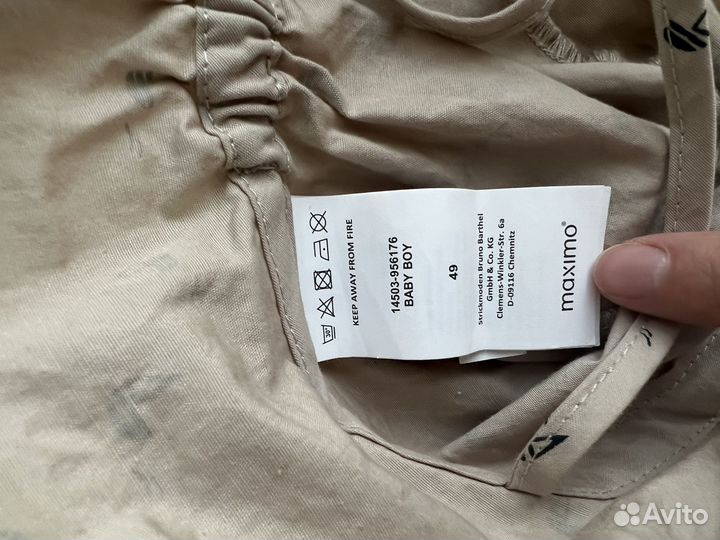 maximo®
Strickmoden Bruno Barthel
GmbH & Co. KG
Clemens-Winkler-Str. 6a
D-09116 Chemnitz
49
14503-956176
BABY BOY
KEEP AWAY FROM FIRE
30°
Avito